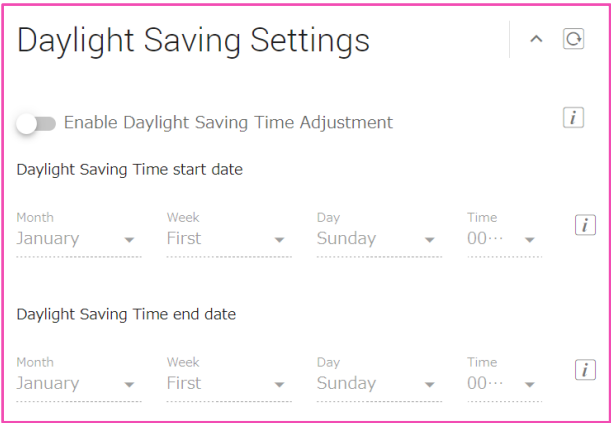 Daylight Saving Settings
i
Enable Daylight Saving Time Adjustment
Daylight Saving Time start date
Month Week Day Time
January First Sunday 00⋯
i
Daylight Saving Time end date
Month Week Day Time
January First Sunday 00⋯
i